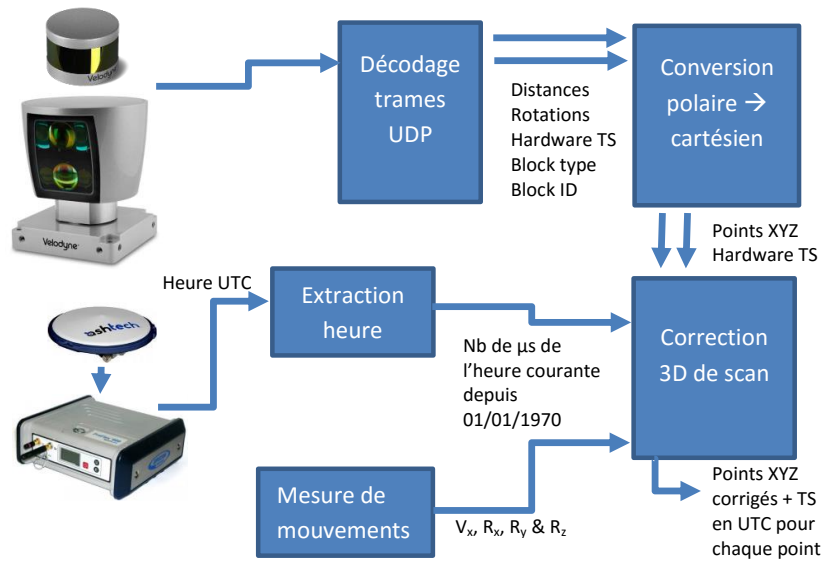 Velodyne
Velodyne
Décodage
trames
UDP
Distances
Rotations
Hardware TS
Block type
Block ID
Conversion
polaire →
cartésien
Points XYZ
Hardware TS
Heure UTC
ashtech
Extraction
heure
Nb de µs de
l'heure courante
depuis
01/01/1970
Correction
3D de scan
Mesure de
mouvements
Vx, Rx, Ry & Rz
Points XYZ
corrigés + TS
en UTC pour
chaque point